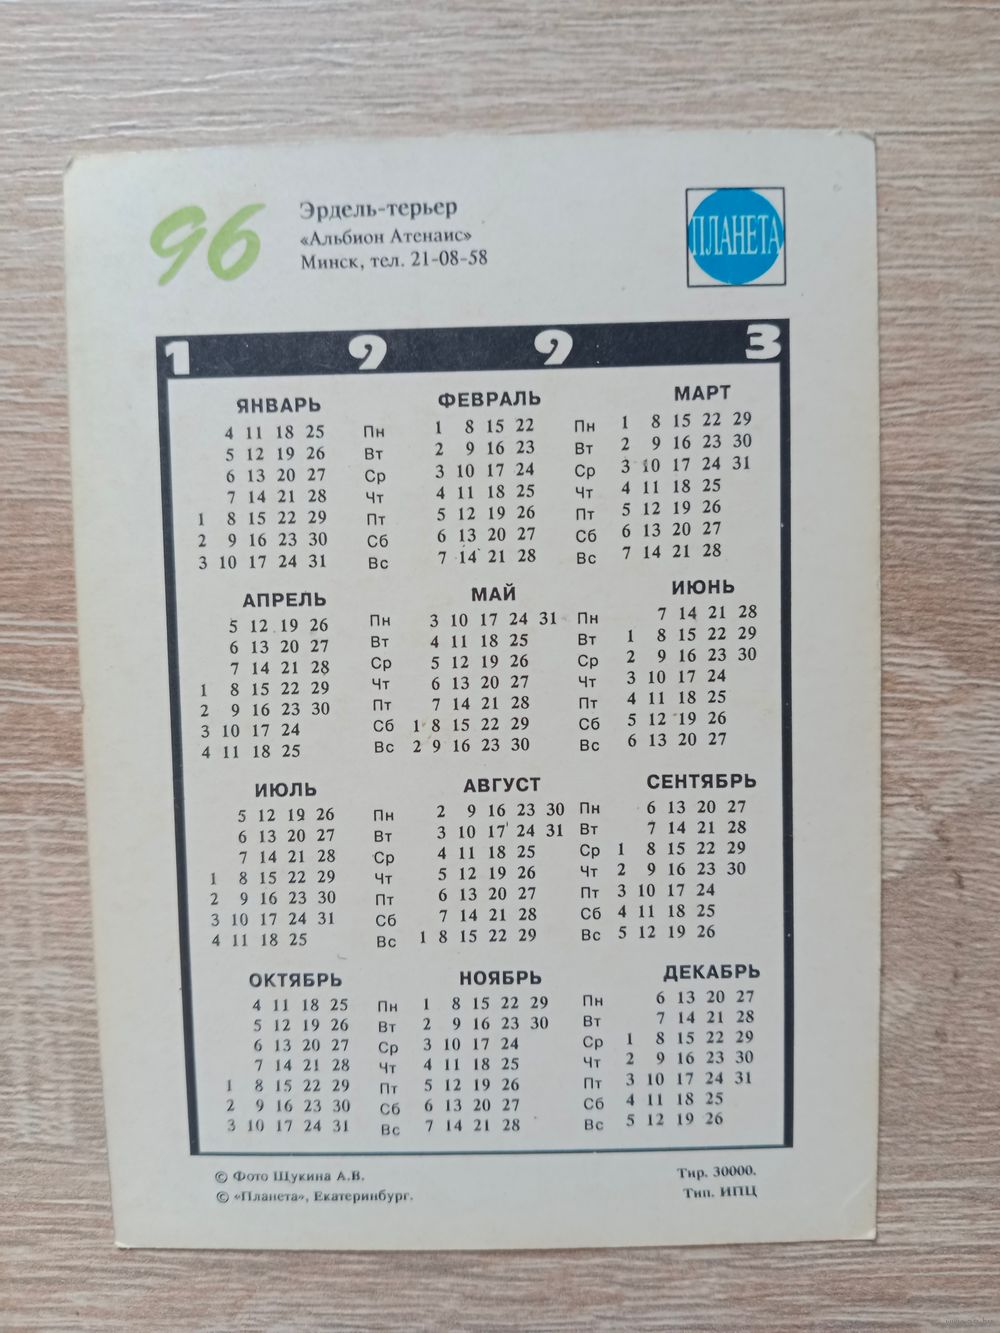 96
Эрдель-терьер
«Альбион Атенаис»
Минск, тел. 21-08-58
ПЛАНЕТА
1 9 9 3
ЯНВАРЬ ФЕВРАЛЬ МАРТ
4 11 18 25 Пн 1 8 15 22 Пн 1 8 15 22 29
5 12 19 26 Вт 2 9 16 23 Вт 2 9 16 23 30
6 13 20 27 Ср 3 10 17 24 Ср 3 10 17 24 31
7 14 21 28 Чт 4 11 18 25 Чт 4 11 18 25
1 8 15 22 29 Пт 5 12 19 26 Пт 5 12 19 26
2 9 16 23 30 Сб 6 13 20 27 Сб 6 13 20 27
3 10 17 24 31 Вс 7 14 21 28 Вс 7 14 21 28
АПРЕЛЬ МАЙ ИЮНЬ
5 12 19 26 Пн 3 10 17 24 31 Пн 7 14 21 28
6 13 20 27 Вт 4 11 18 25 Вт 1 8 15 22 29
7 14 21 28 Ср 5 12 19 26 Ср 2 9 16 23 30
1 8 15 22 29 Чт 6 13 20 27 Чт 3 10 17 24
2 9 16 23 30 Пт 7 14 21 28 Пт 4 11 18 25
3 10 17 24 Сб 1 8 15 22 29 Сб 5 12 19 26
4 11 18 25 Вс 2 9 16 23 30 Вс 6 13 20 27
ИЮЛЬ АВГУСТ СЕНТЯБРЬ
5 12 19 26 Пн 2 9 16 23 30 Пн 6 13 20 27
6 13 20 27 Вт 3 10 17 24 31 Вт 7 14 21 28
7 14 21 28 Ср 4 11 18 25 Ср 1 8 15 22 29
1 8 15 22 29 Чт 5 12 19 26 Чт 2 9 16 23 30
2 9 16 23 30 Пт 6 13 20 27 Пт 3 10 17 24
3 10 17 24 31 Сб 7 14 21 28 Сб 4 11 18 25
4 11 18 25 Вс 1 8 15 22 29 Вс 5 12 19 26
ОКТЯБРЬ НОЯБРЬ ДЕКАБРЬ
4 11 18 25 Пн 1 8 15 22 29 Пн 6 13 20 27
5 12 19 26 Вт 2 9 16 23 30 Вт 7 14 21 28
6 13 20 27 Ср 3 10 17 24 Ср 1 8 15 22 29
7 14 21 28 Чт 4 11 18 25 Чт 2 9 16 23 30
1 8 15 22 29 Пт 5 12 19 26 Пт 3 10 17 24 31
2 9 16 23 30 Сб 6 13 20 27 Сб 4 11 18 25
3 10 17 24 31 Вс 7 14 21 28 Вс 5 12 19 26
© Фото Щукина А.В. Тир. 30000.
© «Планета», Екатеринбург. Тип. ИПЦ